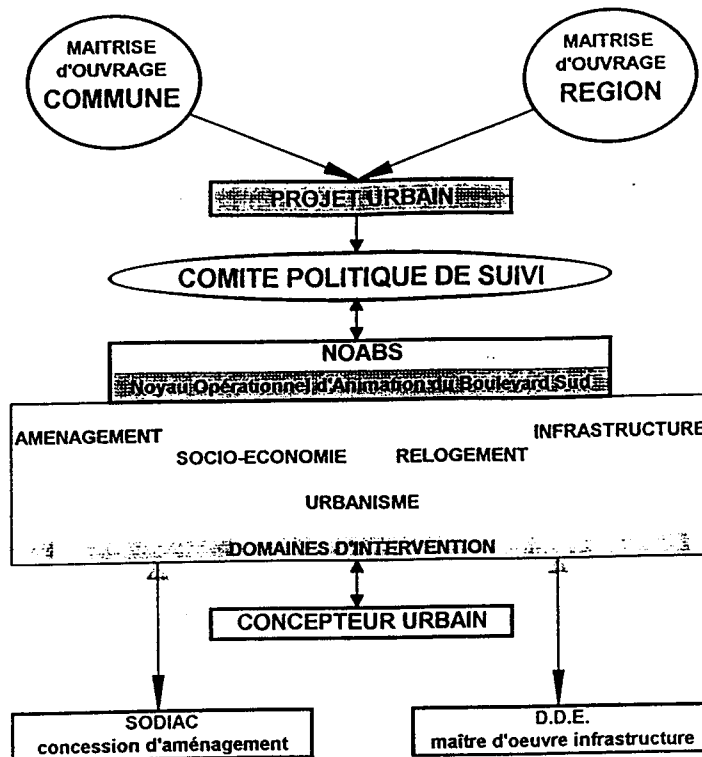 MAITRISE
d'OUVRAGE
COMMUNE
MAITRISE
d'OUVRAGE
REGION
PROJET URBAIN
COMITE POLITIQUE DE SUIVI
NOABS
Noyau Opérationnel d'Animation du Boulevard Sud
AMENAGEMENT
INFRASTRUCTURE
SOCIO-ECONOMIE
RELOGEMENT
URBANISME
DOMAINES D'INTERVENTION
CONCEPTEUR URBAIN
SODIAC
concession d'aménagement
D.D.E.
maître d'oeuvre infrastructure